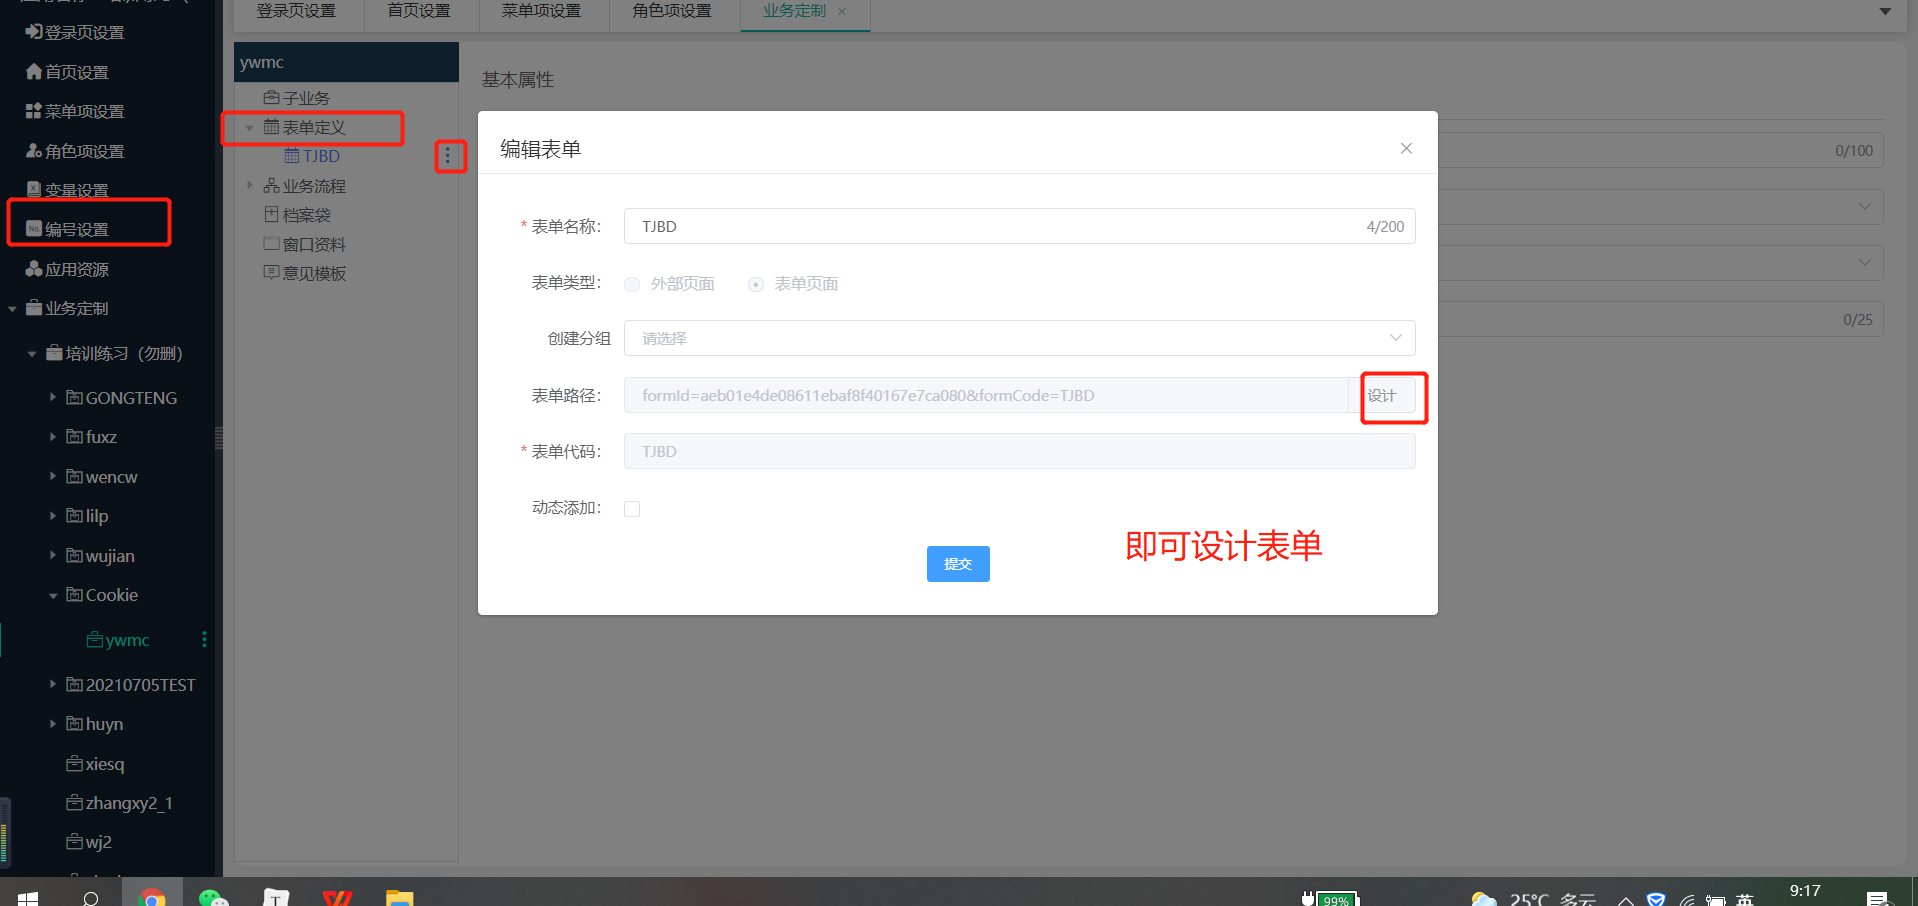 登录页设置
首页设置
菜单项设置
角色项设置
业务定制
登录页设置
首页设置
菜单项设置
角色项设置
变量设置
编号设置
应用资源
业务定制
培训练习（勿删）
GONGTENG
fuxz
wencw
lilp
wujian
Cookie
ywmc
20210705TEST
huyn
xiesq
zhangxy2_1
wj2
ywmc
子业务
表单定义
TJBD
业务流程
档案袋
窗口资料
意见模板
基本属性
0/100
0/25
编辑表单
* 表单名称：
TJBD
4/200
表单类型：
外部页面
表单页面
创建分组
请选择
表单路径：
formId=aeb01e4de08611ebaf8f40167e7ca080&formCode=TJBD
设计
* 表单代码：
TJBD
动态添加：
即可设计表单
提交
99%
25°C 多云
英
9:17